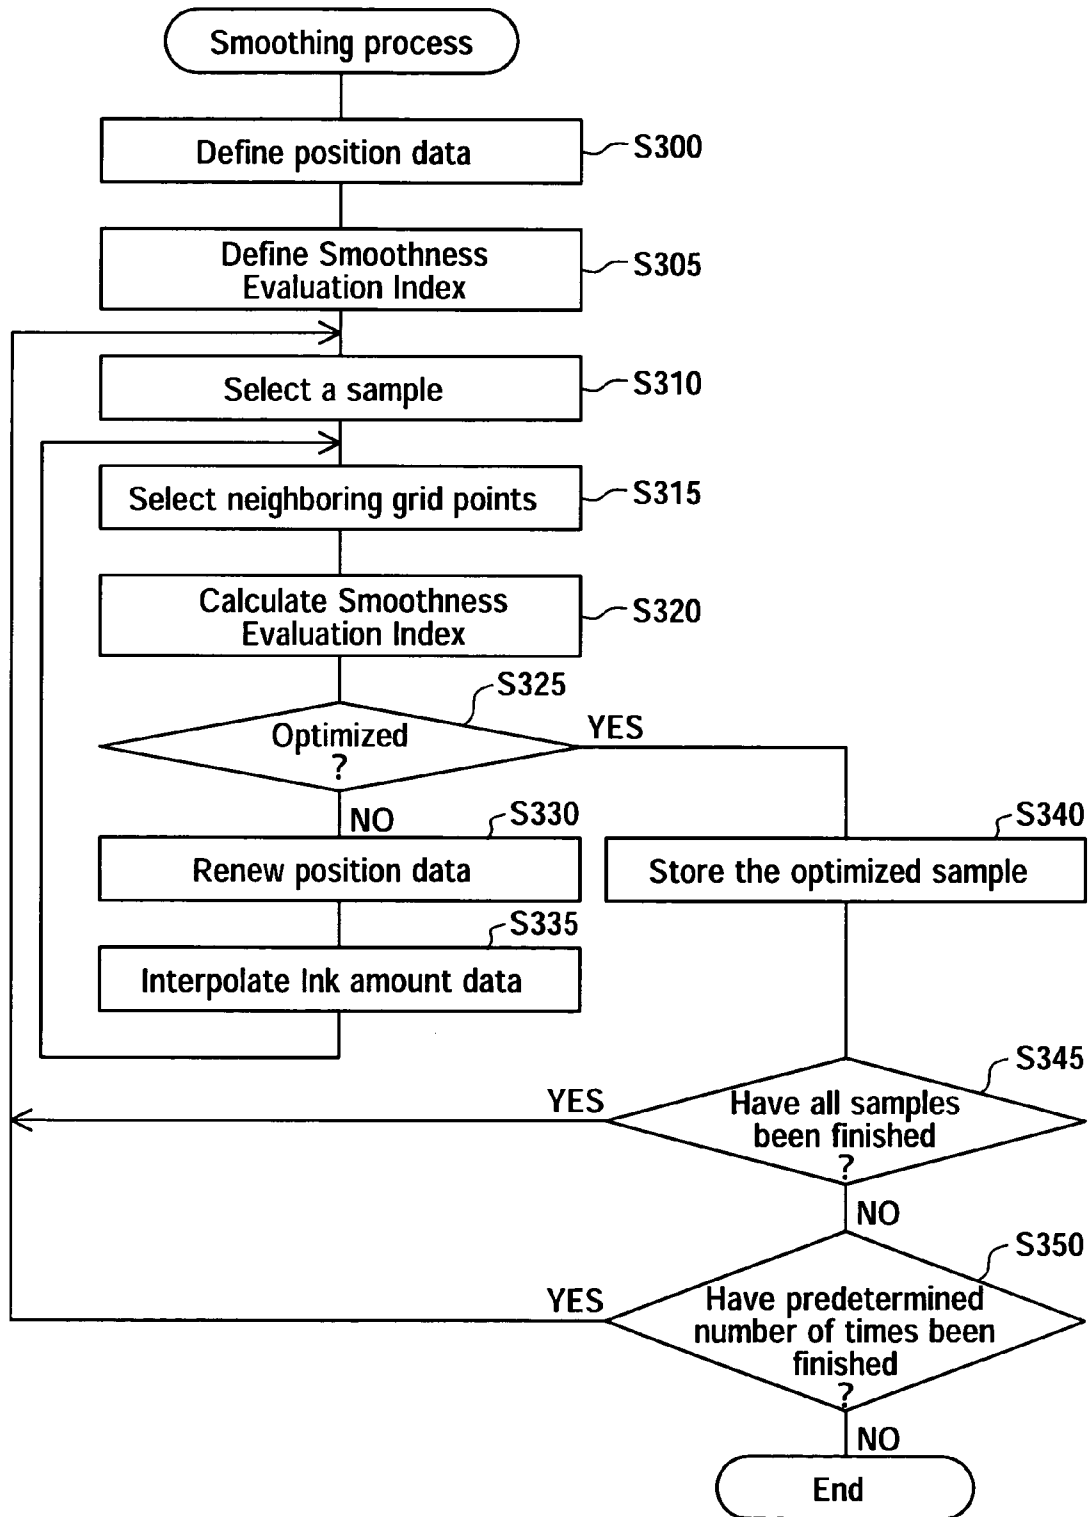 Smoothing process
Define position data
S300
Define Smoothness
Evaluation Index
S305
Select a sample
S310
Select neighboring grid points
S315
Calculate Smoothness
Evaluation Index
S320
S325
Optimized
?
YES
NO
S330
Renew position data
S340
Store the optimized sample
S335
Interpolate Ink amount data
S345
YES
Have all samples
been finished
?
NO
S350
YES
Have predetermined
number of times been
finished
?
NO
End